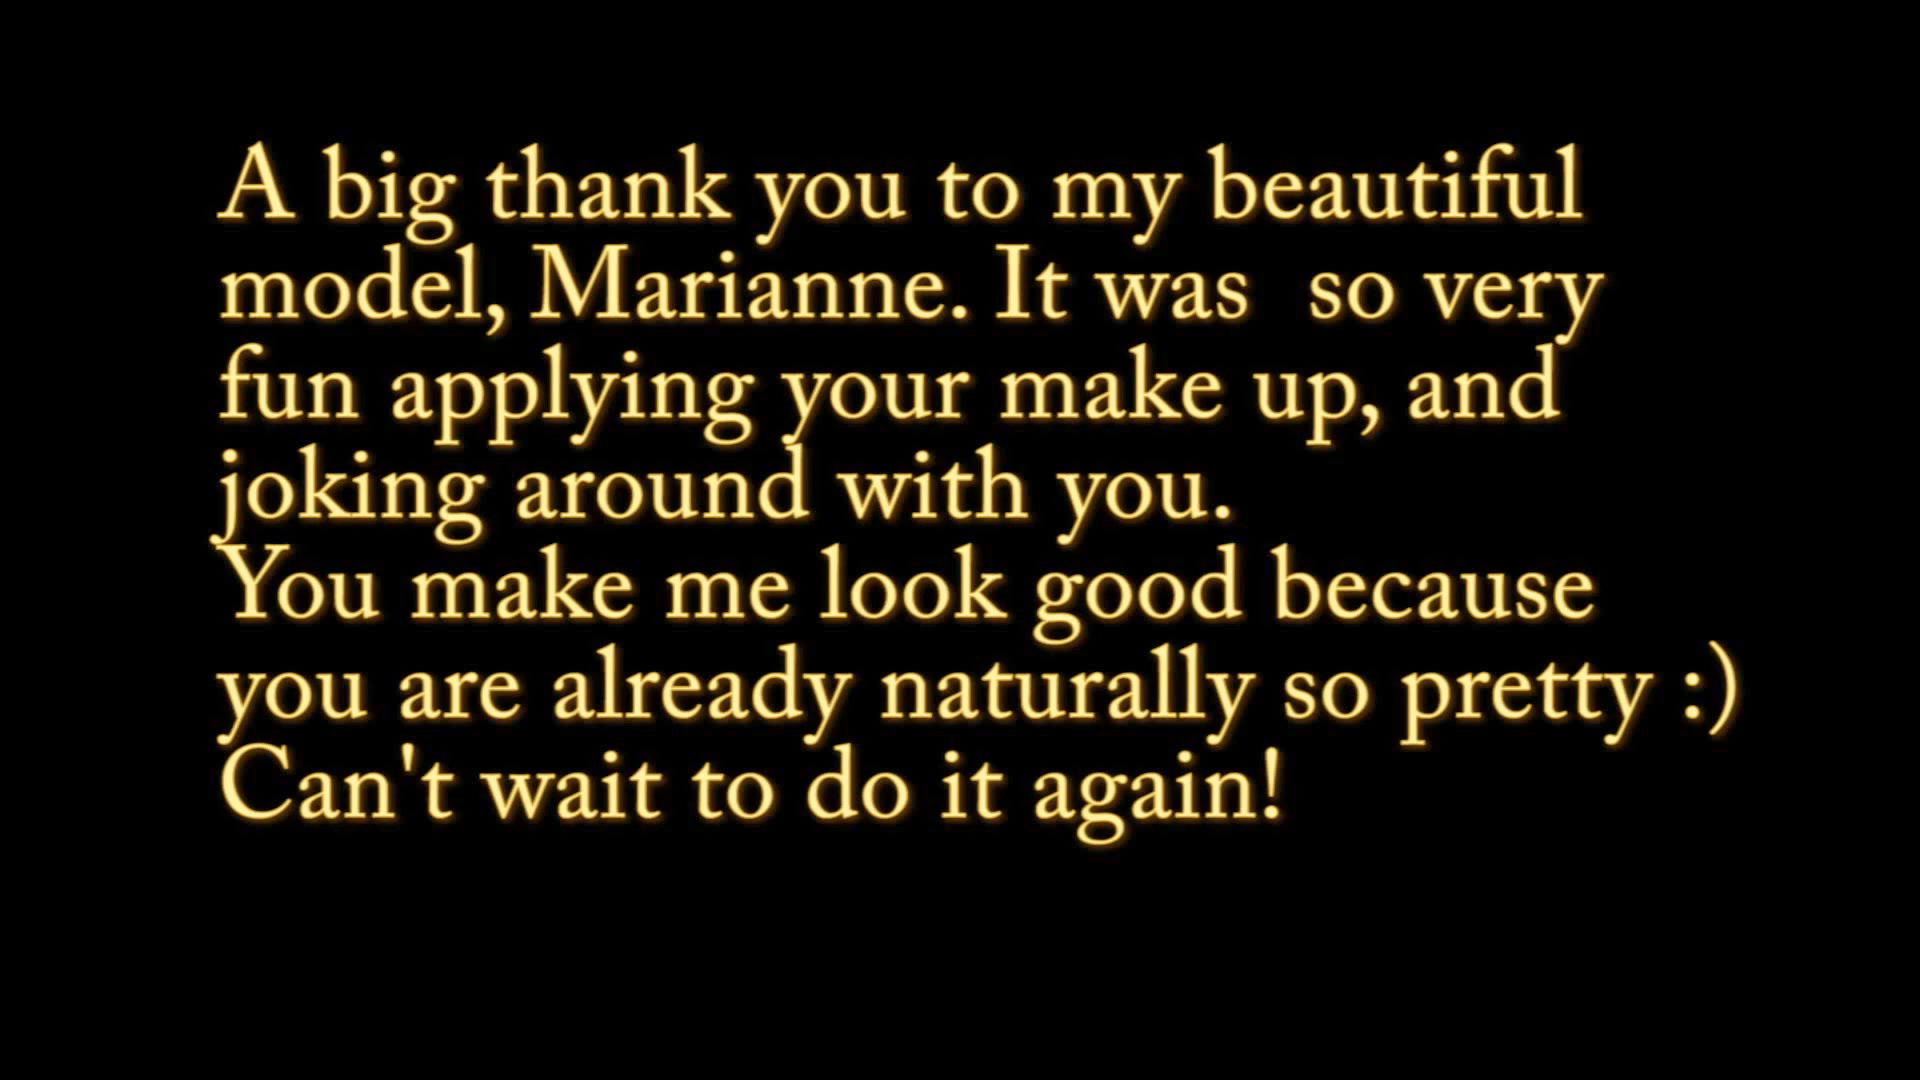 A big thank you to my beautiful
model, Marianne. It was  so very
fun applying your make up, and
joking around with you.
You make me look good because
you are already naturally so pretty :)
Can't wait to do it again!